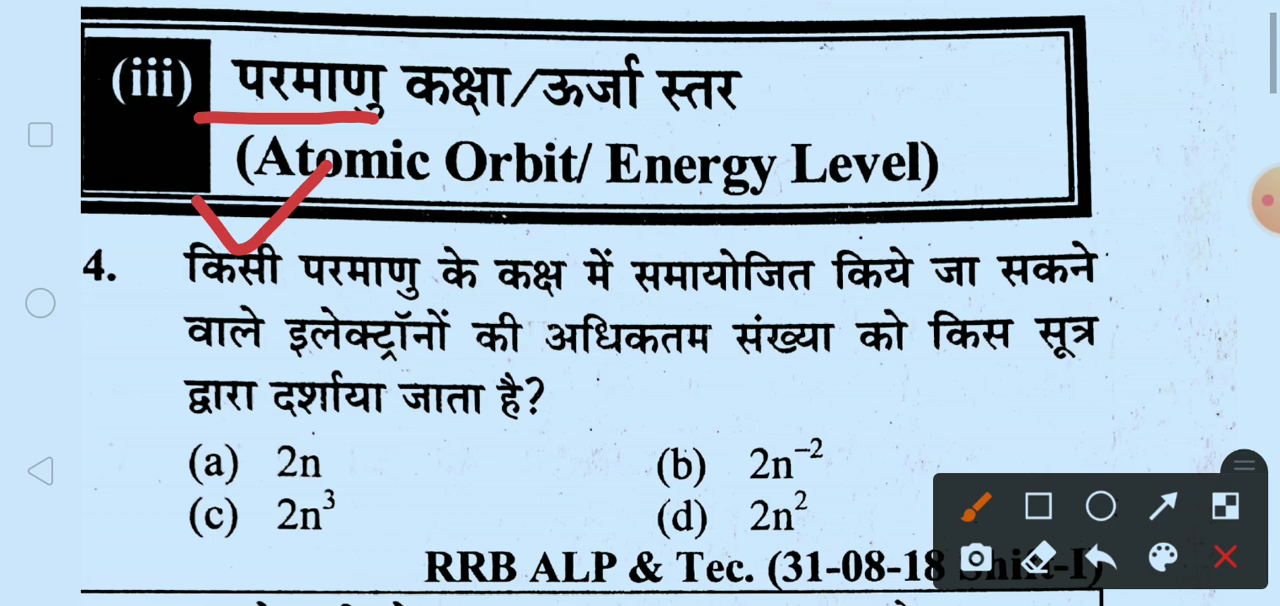 (iii) परमाणु कक्षा/ऊर्जा स्तर
(Atomic Orbit/ Energy Level)
4. किसी परमाणु के कक्ष में समायोजित किये जा सकने
वाले इलेक्ट्रॉनों की अधिकतम संख्या को किस सूत्र
द्वारा दर्शाया जाता है?
(a) 2n (b) 2n⁻²
(c) 2n³ (d) 2n²
RRB ALP & Tec. (31-08-18 Shift-I)